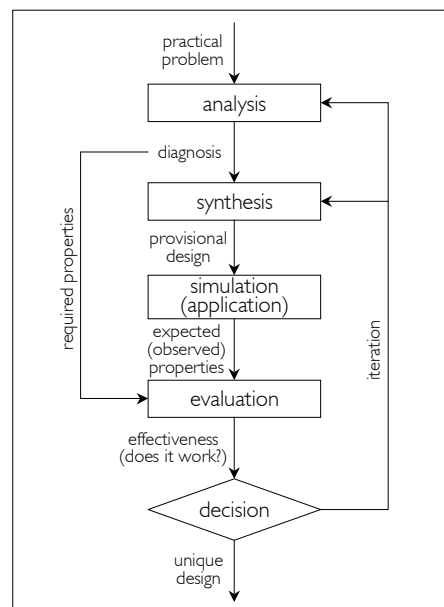 practical
problem
analysis
diagnosis
synthesis
provisional
design
simulation
(application)
expected
(observed)
properties
evaluation
effectiveness
(does it work?)
decision
unique
design
required properties
iteration